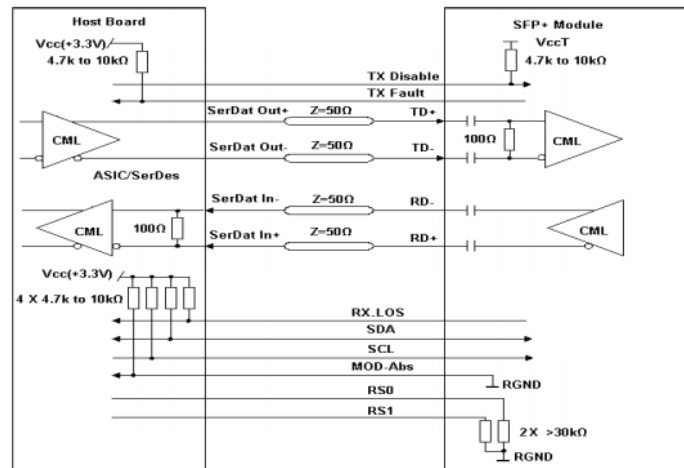 Host Board
SFP+ Module
Vcc(+3.3V)
4.7k to 10kΩ
VccT
4.7k to 10kΩ
TX Disable
TX Fault
SerDat Out+
Z=50Ω
TD+
CML
100Ω
CML
SerDat Out-
Z=50Ω
TD-
ASIC/SerDes
SerDat In-
Z=50Ω
RD-
CML
100Ω
CML
SerDat In+
Z=50Ω
RD+
Vcc(+3.3V)
4 X 4.7k to 10kΩ
RX.LOS
SDA
SCL
MOD-Abs
RGND
RS0
RS1
2X >30kΩ
RGND